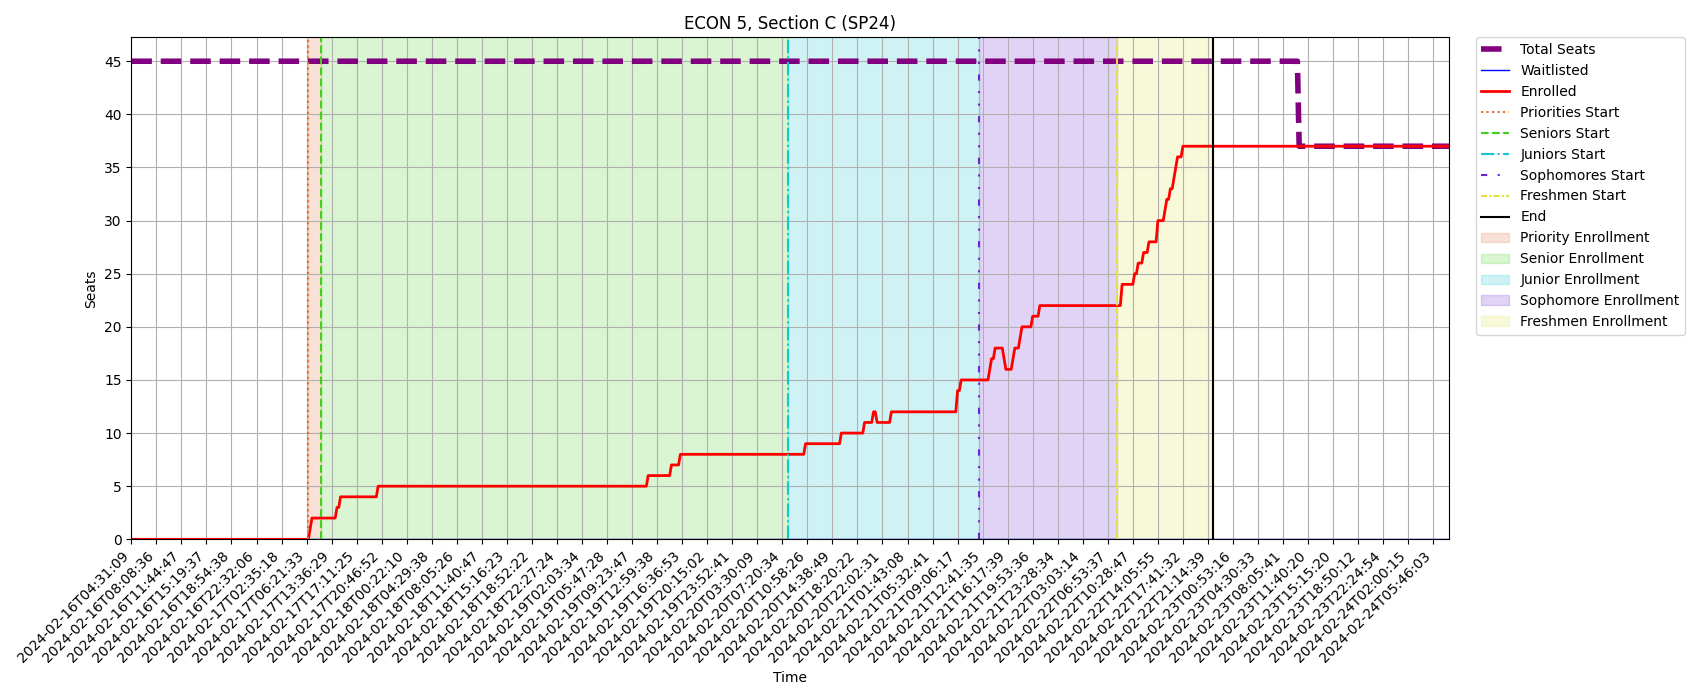 ECON 5, Section C (SP24)
Seats
45
40
35
30
25
20
15
10
5
0
2024-02-16T04:31:09
2024-02-16T08:08:36
2024-02-16T11:44:47
2024-02-16T15:19:37
2024-02-16T18:54:38
2024-02-16T22:32:06
2024-02-17T02:35:18
2024-02-17T06:21:33
2024-02-17T13:36:29
2024-02-17T17:11:25
2024-02-17T20:46:52
2024-02-18T00:22:10
2024-02-18T04:29:38
2024-02-18T08:05:26
2024-02-18T11:40:47
2024-02-18T15:16:23
2024-02-18T18:52:22
2024-02-18T22:27:24
2024-02-19T02:03:34
2024-02-19T05:47:28
2024-02-19T09:23:47
2024-02-19T12:59:38
2024-02-19T16:36:53
2024-02-19T20:15:02
2024-02-19T23:52:41
2024-02-20T03:30:09
2024-02-20T07:20:34
2024-02-20T10:58:26
2024-02-20T14:38:49
2024-02-20T18:20:22
2024-02-20T22:02:31
2024-02-21T01:43:08
2024-02-21T05:32:41
2024-02-21T09:06:17
2024-02-21T12:41:35
2024-02-21T16:17:39
2024-02-21T19:53:36
2024-02-21T23:28:34
2024-02-22T03:03:14
2024-02-22T06:53:37
2024-02-22T10:28:47
2024-02-22T14:05:55
2024-02-22T17:41:32
2024-02-22T21:14:39
2024-02-23T00:53:16
2024-02-23T04:30:33
2024-02-23T08:05:41
2024-02-23T11:40:20
2024-02-23T15:15:20
2024-02-23T18:50:12
2024-02-23T22:24:54
2024-02-24T02:00:15
2024-02-24T05:46:03
Time
Total Seats
Waitlisted
Enrolled
Priorities Start
Seniors Start
Juniors Start
Sophomores Start
Freshmen Start
End
Priority Enrollment
Senior Enrollment
Junior Enrollment
Sophomore Enrollment
Freshmen Enrollment